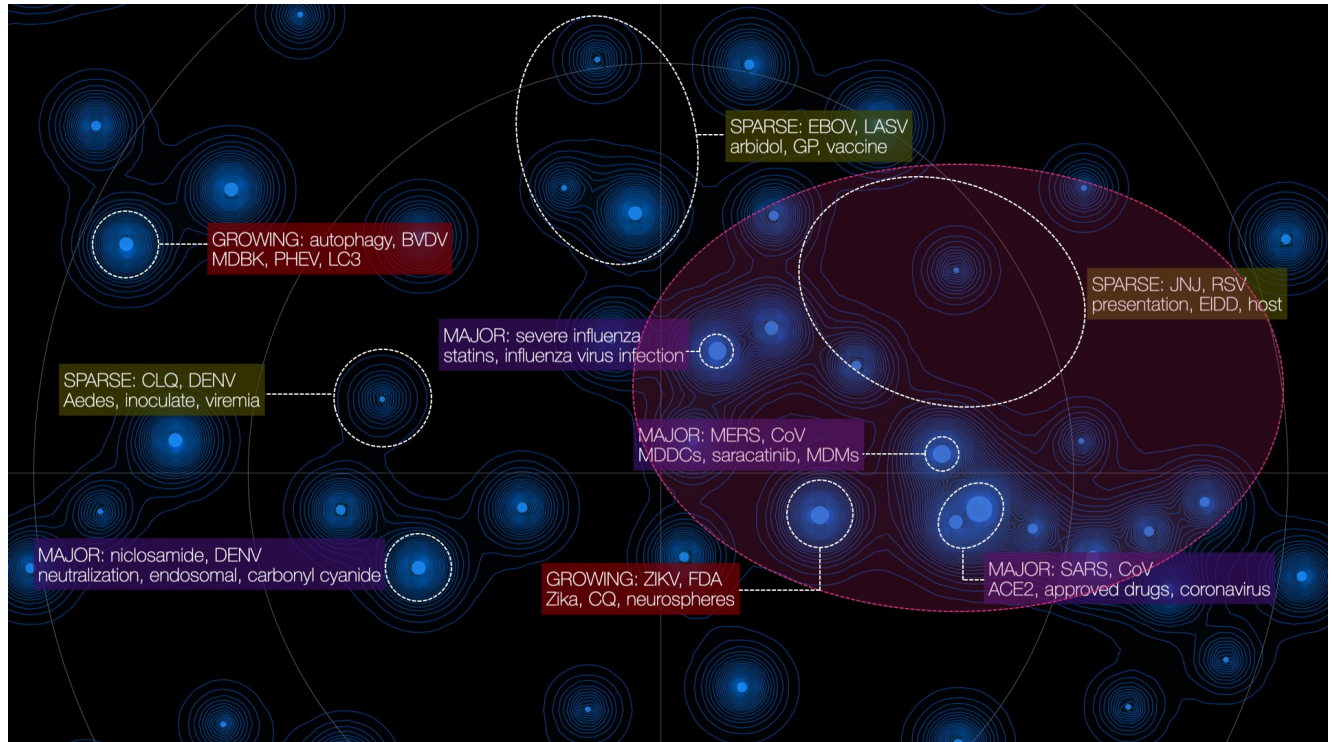 SPARSE: EBOV, LASV
arbidol, GP, vaccine
GROWING: autophagy, BVDV
MDBK, PHEV, LC3
SPARSE: JNJ, RSV
presentation, EIDD, host
MAJOR: severe influenza
statins, influenza virus infection
SPARSE: CLQ, DENV
Aedes, inoculate, viremia
MAJOR: MERS, CoV
MDDCs, saracatinib, MDMs
MAJOR: niclosamide, DENV
neutralization, endosomal, carbonyl cyanide
GROWING: ZIKV, FDA
Zika, CQ, neurospheres
MAJOR: SARS, CoV
ACE2, approved drugs, coronavirus